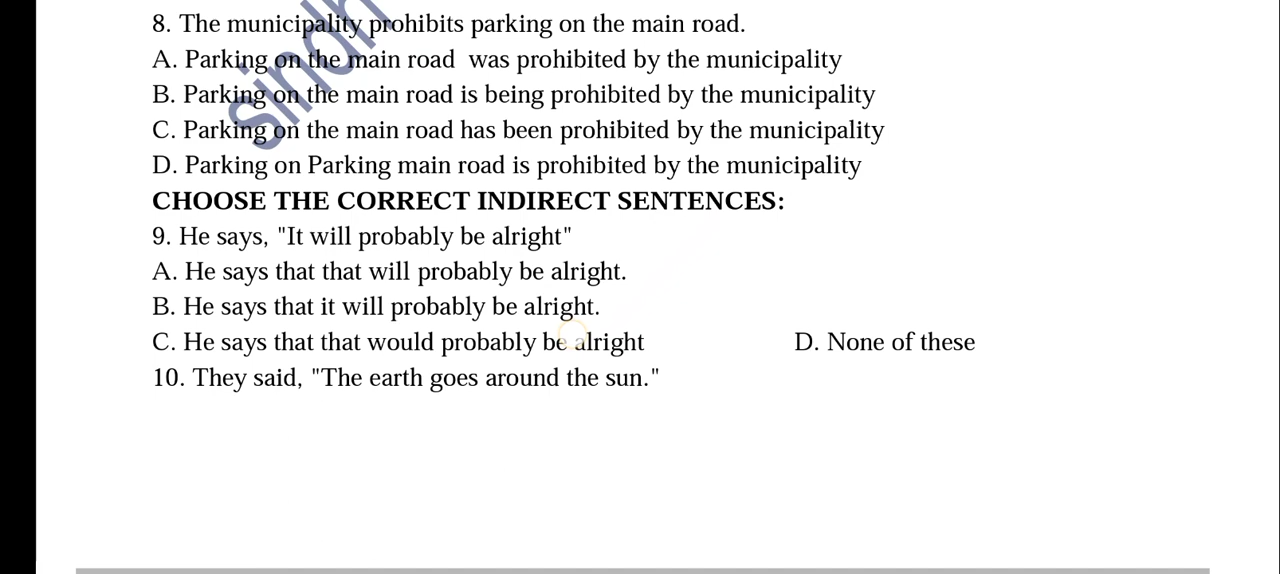 8. The municipality prohibits parking on the main road.
A. Parking on the main road was prohibited by the municipality
B. Parking on the main road is being prohibited by the municipality
C. Parking on the main road has been prohibited by the municipality
D. Parking on Parking main road is prohibited by the municipality
CHOOSE THE CORRECT INDIRECT SENTENCES:
9. He says, "It will probably be alright"
A. He says that that will probably be alright.
B. He says that it will probably be alright.
C. He says that that would probably be alright D. None of these
10. They said, "The earth goes around the sun."